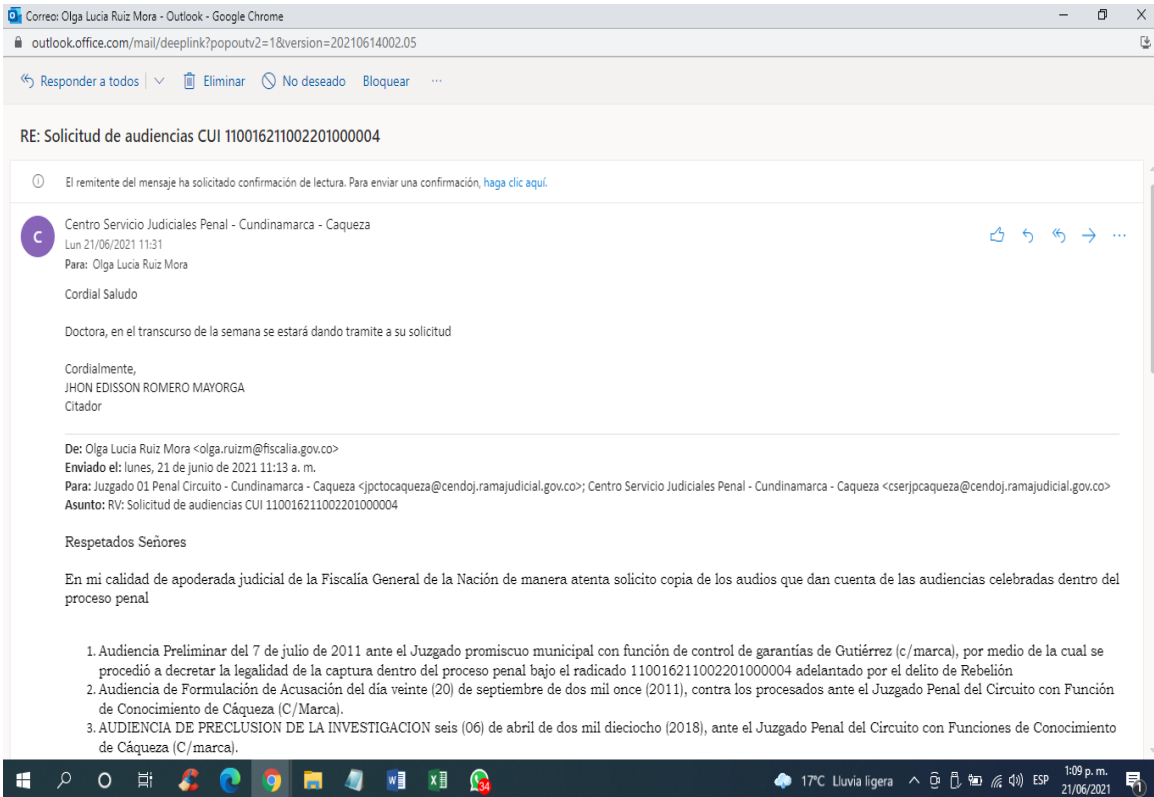 Correo: Olga Lucia Ruiz Mora - Outlook - Google Chrome
outlook.office.com/mail/deeplink?popoutv2=1&version=20210614002.05
Responder a todos Eliminar No deseado Bloquear ...
RE: Solicitud de audiencias CUI 110016211002201000004
El remitente del mensaje ha solicitado confirmación de lectura. Para enviar una confirmación, haga clic aquí.
C
Centro Servicio Judiciales Penal - Cundinamarca - Caqueza
Lun 21/06/2021 11:31
Para: Olga Lucia Ruiz Mora
Cordial Saludo
Doctora, en el transcurso de la semana se estará dando tramite a su solicitud
Cordialmente,
JHON EDISSON ROMERO MAYORGA
Citador
De: Olga Lucia Ruiz Mora <olga.ruizm@fiscalia.gov.co>
Enviado el: lunes, 21 de junio de 2021 11:13 a. m.
Para: Juzgado 01 Penal Circuito - Cundinamarca - Caqueza <jpctocaqueza@cendoj.ramajudicial.gov.co>; Centro Servicio Judiciales Penal - Cundinamarca - Caqueza <cserjpcaqueza@cendoj.ramajudicial.gov.co>
Asunto: RV: Solicitud de audiencias CUI 110016211002201000004
Respetados Señores
En mi calidad de apoderada judicial de la Fiscalía General de la Nación de manera atenta solicito copia de los audios que dan cuenta de las audiencias celebradas dentro del
proceso penal
1. Audiencia Preliminar del 7 de julio de 2011 ante el Juzgado promiscuo municipal con función de control de garantías de Gutiérrez (c/marca), por medio de la cual se
procedió a decretar la legalidad de la captura dentro del proceso penal bajo el radicado 110016211002201000004 adelantado por el delito de Rebelión
2. Audiencia de Formulación de Acusación del día veinte (20) de septiembre de dos mil once (2011), contra los procesados ante el Juzgado Penal del Circuito con Función
de Conocimiento de Cáqueza (C/Marca).
3. AUDIENCIA DE PRECLUSION DE LA INVESTIGACION seis (06) de abril de dos mil dieciocho (2018), ante el Juzgado Penal del Circuito con Funciones de Conocimiento
de Cáqueza (C/marca).
34
17°C Lluvia ligera ESP 1:09 p. m.
21/06/2021
1